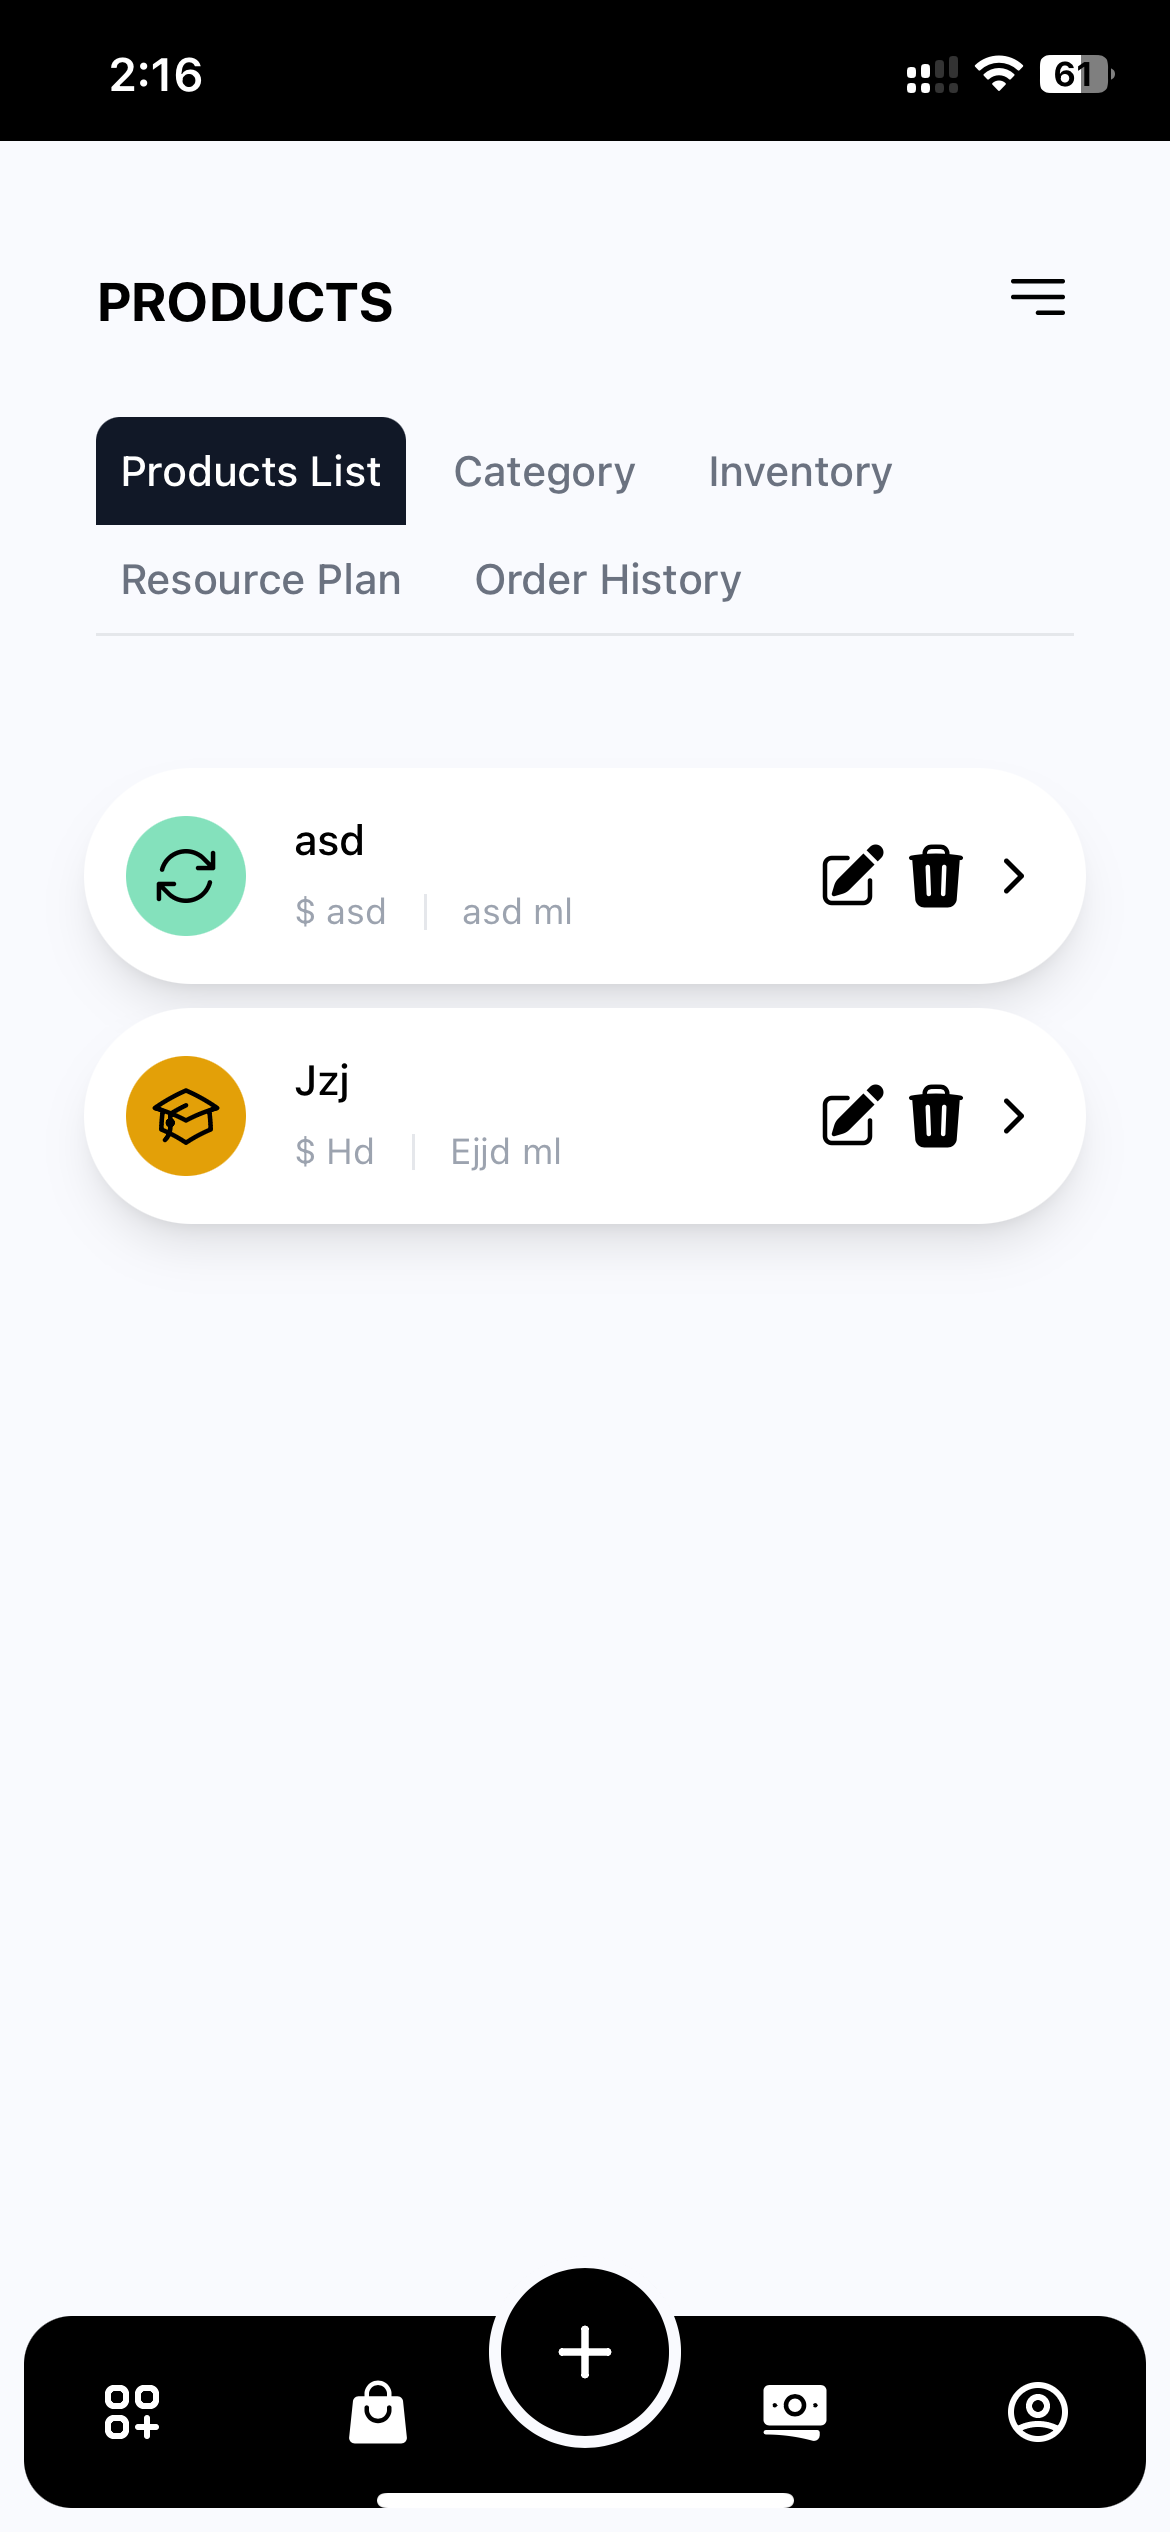 2:16
61
PRODUCTS
Products List
Category
Inventory
Resource Plan
Order History
asd
$ asd
asd ml
Jzj
$ Hd
Ejjd ml